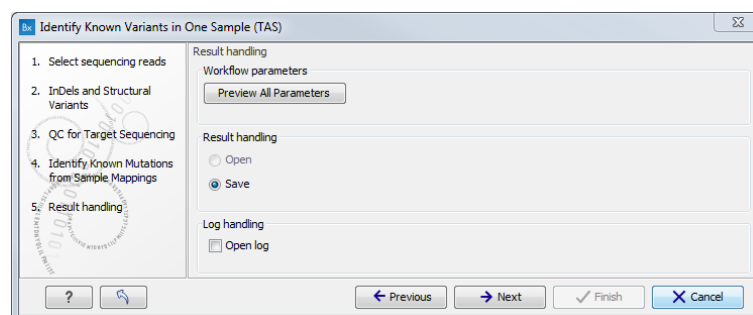 Bx Identify Known Variants in One Sample (TAS)
1. Select sequencing reads
2. InDels and Structural
Variants
3. QC for Target Sequencing
4. Identify Known Mutations
from Sample Mappings
5. Result handling
Result handling
Workflow parameters
Preview All Parameters
Result handling
Open
Save
Log handling
Open log
?
Previous
Next
Finish
Cancel